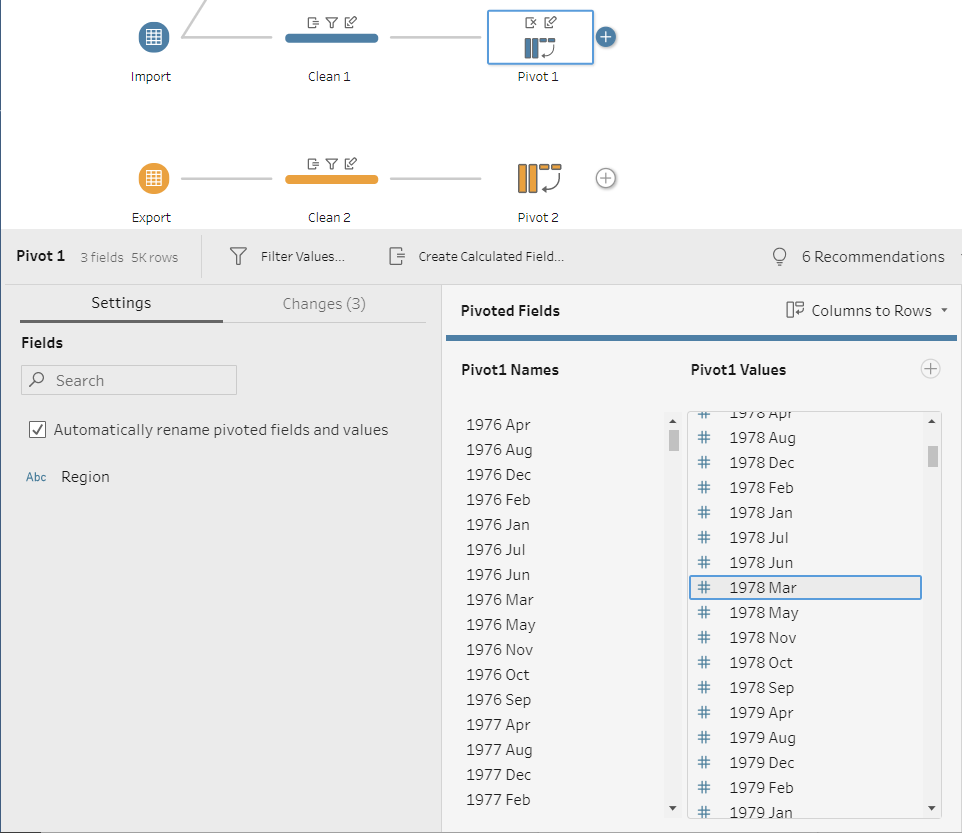 Import
Clean 1
Pivot 1
Export
Clean 2
Pivot 2
Pivot 1 3 fields 5K rows Filter Values... Create Calculated Field... 6 Recommendations
Settings Changes (3)
Fields
Search
Automatically rename pivoted fields and values
Abc Region
Pivoted Fields Columns to Rows
Pivot1 Names
1976 Apr
1976 Aug
1976 Dec
1976 Feb
1976 Jan
1976 Jul
1976 Jun
1976 Mar
1976 May
1976 Nov
1976 Oct
1976 Sep
1977 Apr
1977 Aug
1977 Dec
1977 Feb
Pivot1 Values
# 1978 Apr
# 1978 Aug
# 1978 Dec
# 1978 Feb
# 1978 Jan
# 1978 Jul
# 1978 Jun
# 1978 Mar
# 1978 May
# 1978 Nov
# 1978 Oct
# 1978 Sep
# 1979 Apr
# 1979 Aug
# 1979 Dec
# 1979 Feb
# 1979 Jan